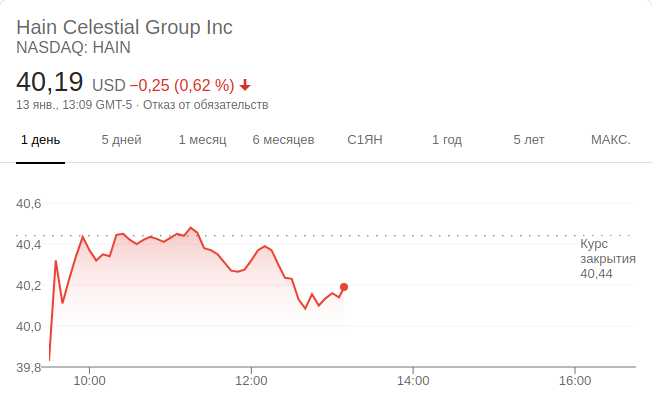 Hain Celestial Group Inc
NASDAQ: HAIN
40,19 USD −0,25 (0,62 %)
13 янв., 13:09 GMT-5 · Отказ от обязательств
1 день 5 дней 1 месяц 6 месяцев С1ЯН 1 год 5 лет МАКС.
40,6
40,4
40,2
40,0
39,8
Курс
закрытия
40,44
10:00 12:00 14:00 16:00